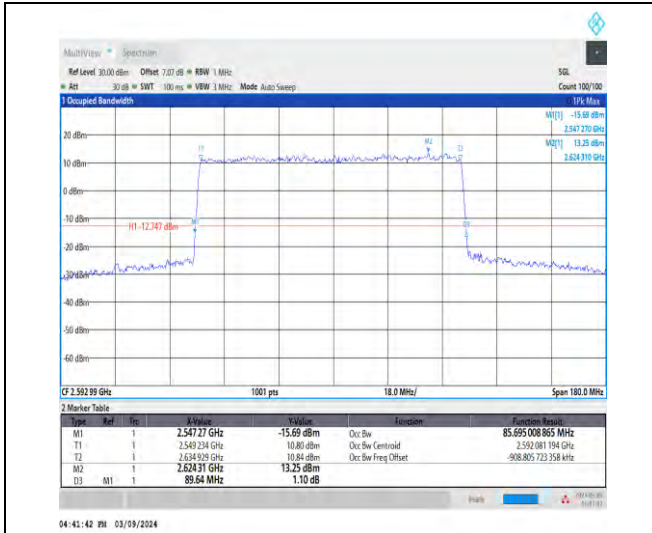 MultiView Spectrum
Ref Level 30.00 dBm Offset 7.07 dB RBW 1 MHz SGL
Att 30 dB SWT 100 ms VBW 3 MHz Mode Auto Sweep Count 100/100
1 Occupied Bandwidth 1Pk Max
M1[1] -15.69 dBm
2.547 270 GHz
M2[1] 13.25 dBm
2.624 310 GHz
20 dBm
M2
T1 T2
10 dBm
0 dBm
-10 dBm
H1 -12.747 dBm M1 D3
-20 dBm
-30 dBm
-40 dBm
-50 dBm
-60 dBm
CF 2.592 99 GHz 1001 pts 18.0 MHz/ Span 180.0 MHz
2 Marker Table
Type Ref Trc X-Value Y-Value Function Function Result
M1 1 2.547 27 GHz -15.69 dBm Occ Bw 85.695 008 865 MHz
T1 1 2.549 234 GHz 10.80 dBm Occ Bw Centroid 2.592 081 194 GHz
T2 1 2.634 929 GHz 10.84 dBm Occ Bw Freq Offset -908.805 723 358 kHz
M2 1 2.624 31 GHz 13.25 dBm
D3 M1 1 89.64 MHz 1.10 dB
04:41:42 PM 03/09/2024